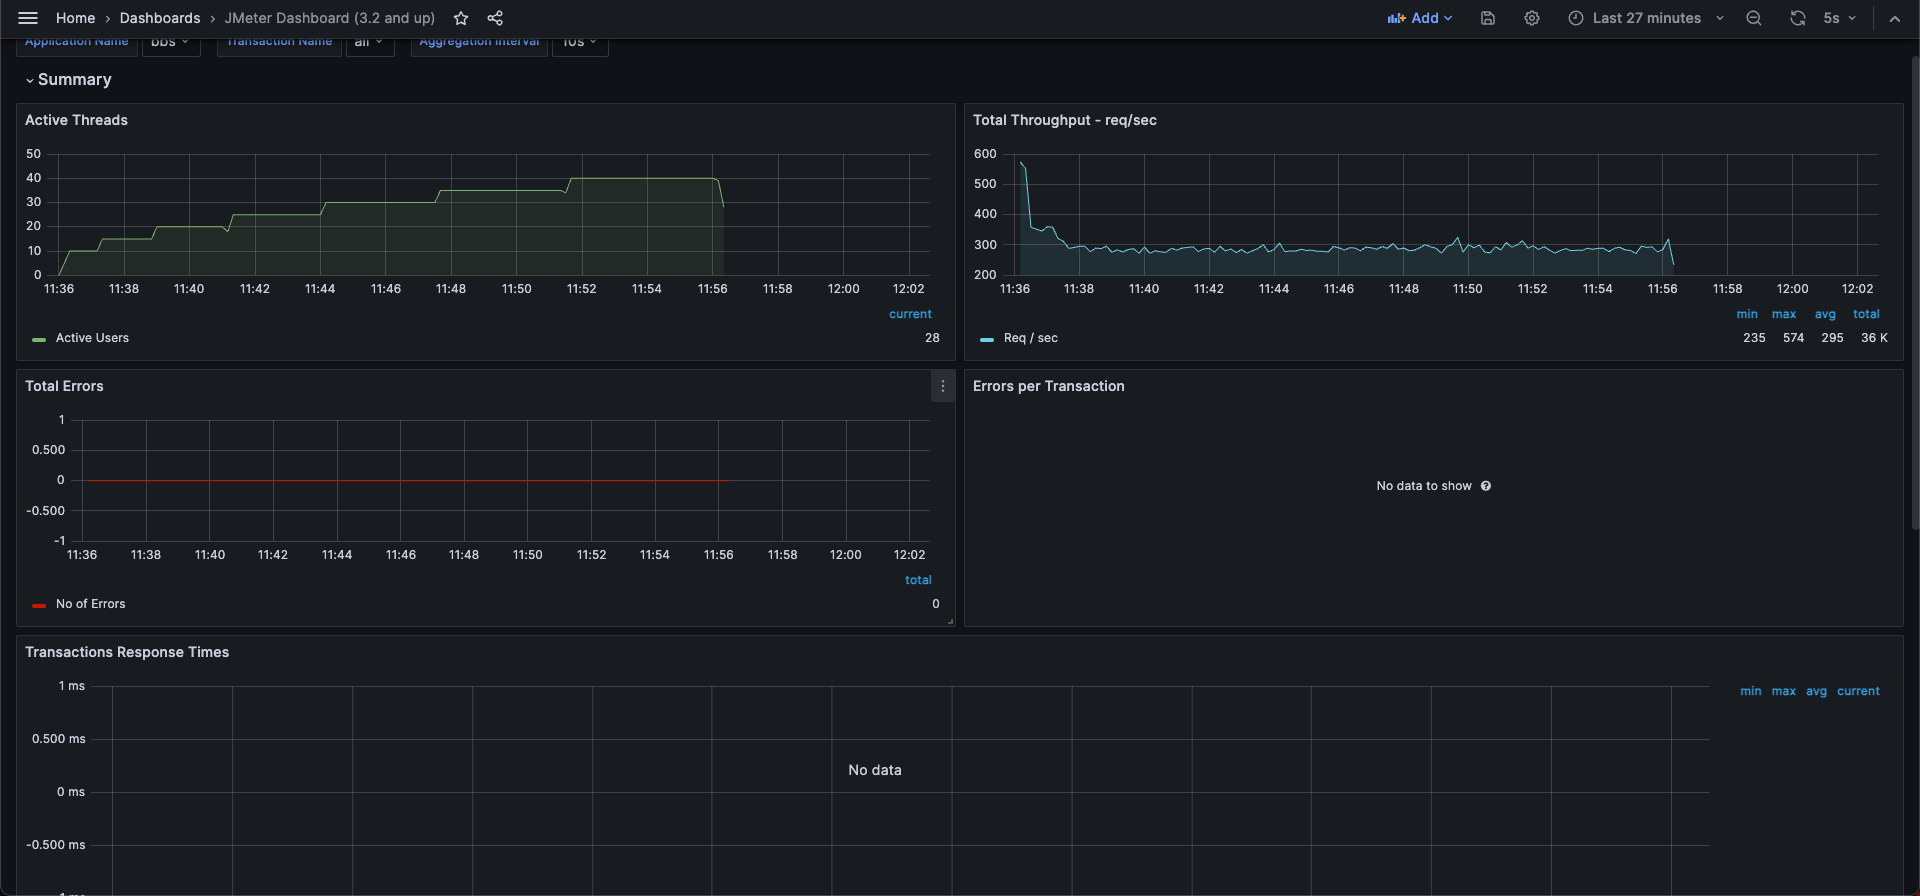 Home › Dashboards › JMeter Dashboard (3.2 and up)
Add
Last 27 minutes
5s
Application Name bbs Transaction Name all Aggregation Interval 10s
Summary
Active Threads
50
40
30
20
10
0
11:36 11:38 11:40 11:42 11:44 11:46 11:48 11:50 11:52 11:54 11:56 11:58 12:00 12:02
current
Active Users 28
Total Throughput - req/sec
600
500
400
300
200
11:36 11:38 11:40 11:42 11:44 11:46 11:48 11:50 11:52 11:54 11:56 11:58 12:00 12:02
min max avg total
Req / sec 235 574 295 36 K
Total Errors
1
0.500
0
-0.500
-1
11:36 11:38 11:40 11:42 11:44 11:46 11:48 11:50 11:52 11:54 11:56 11:58 12:00 12:02
total
No of Errors 0
Errors per Transaction
No data to show
Transactions Response Times
1 ms
0.500 ms
0 ms
-0.500 ms
-1 ms
No data
min max avg current